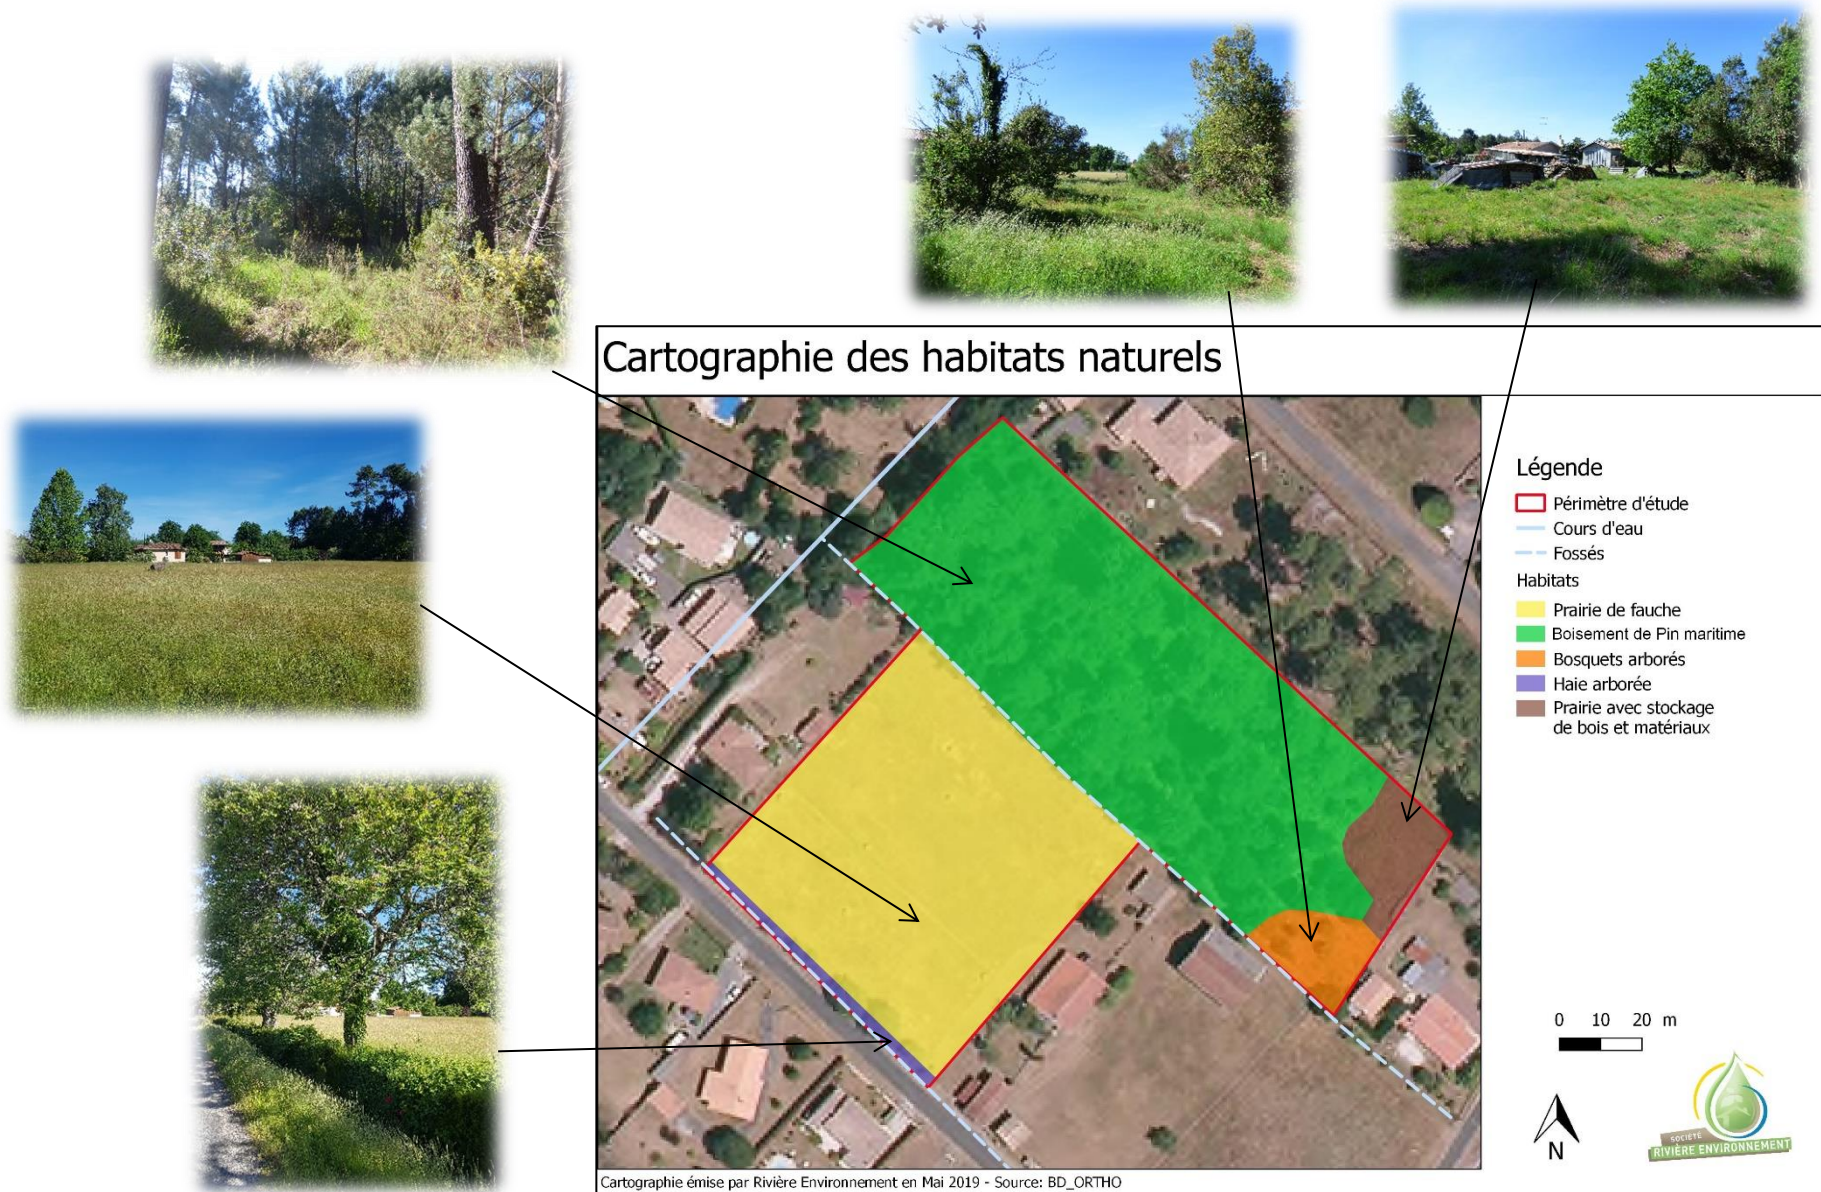 Cartographie des habitats naturels
Légende
Périmètre d'étude
Cours d'eau
Fossés
Habitats
Prairie de fauche
Boisement de Pin maritime
Bosquets arborés
Haie arborée
Prairie avec stockage
de bois et matériaux
0 10 20 m
N
SOCIÉTÉ
RIVIÈRE ENVIRONNEMENT
Cartographie émise par Rivière Environnement en Mai 2019 - Source: BD_ORTHO